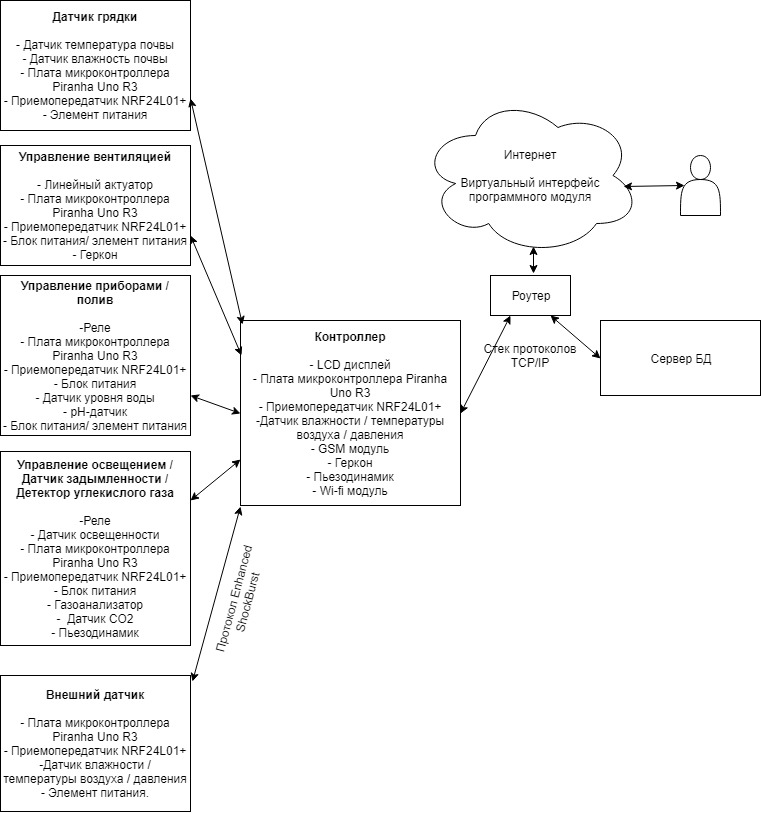 Датчик грядки
- Датчик температура почвы
- Датчик влажность почвы
- Плата микроконтроллера
Piranha Uno R3
- Приемопередатчик NRF24L01+
- Элемент питания
Управление вентиляцией
- Линейный актуатор
- Плата микроконтроллера
Piranha Uno R3
- Приемопередатчик NRF24L01+
- Блок питания/ элемент питания
- Геркон
Управление приборами /
полив
-Реле
- Плата микроконтроллера
Piranha Uno R3
- Приемопередатчик NRF24L01+
- Блок питания
- Датчик уровня воды
- pH-датчик
- Блок питания/ элемент питания
Управление освещением /
Датчик задымленности /
Детектор углекислого газа
-Реле
- Датчик освещенности
- Плата микроконтроллера
Piranha Uno R3
- Приемопередатчик NRF24L01+
- Блок питания
- Газоанализатор
- Датчик CO2
- Пьезодинамик
Внешний датчик
- Плата микроконтроллера
Piranha Uno R3
- Приемопередатчик NRF24L01+
-Датчик влажности /
температуры воздуха / давления
- Элемент питания.
Протокол Enhanced
ShockBurst
Контроллер
- LCD дисплей
- Плата микроконтроллера Piranha
Uno R3
- Приемопередатчик NRF24L01+
-Датчик влажности / температуры
воздуха / давления
- GSM модуль
- Геркон
- Пьезодинамик
- Wi-fi модуль
Интернет
Виртуальный интерфейс
программного модуля
Роутер
Стек протоколов
TCP/IP
Сервер БД